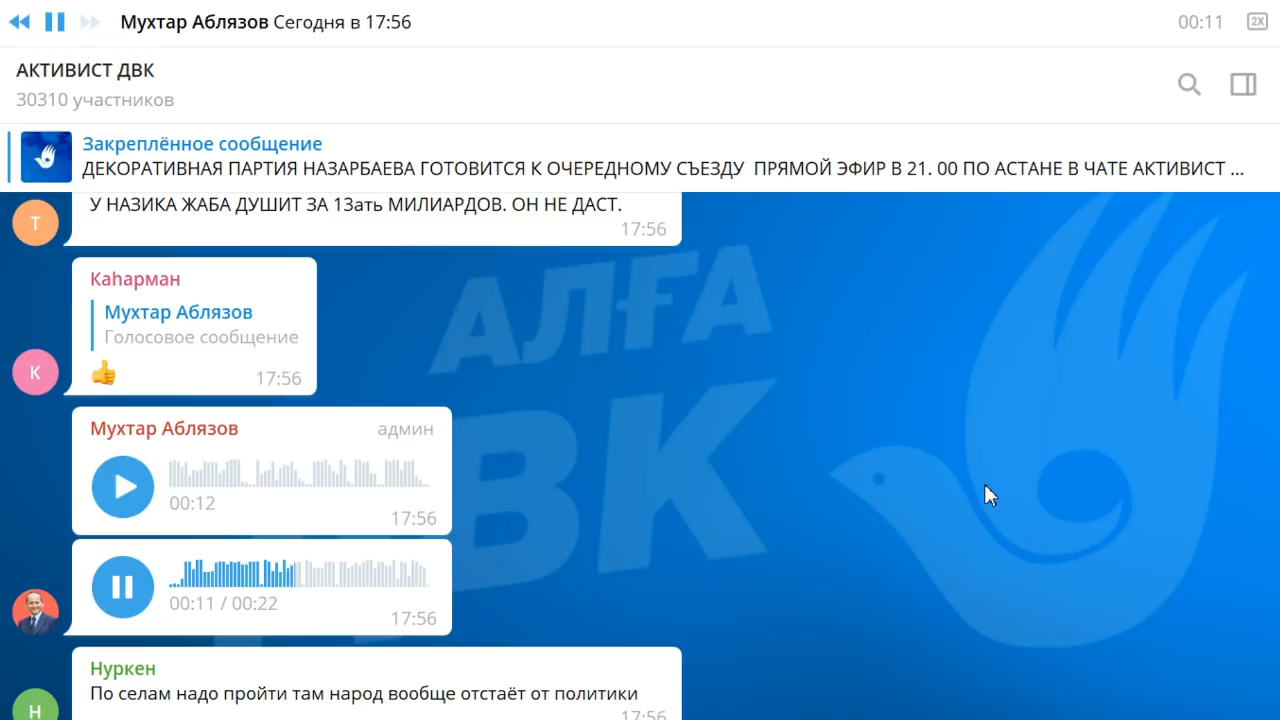 Мухтар Аблязов Сегодня в 17:56
00:11
2X
АКТИВИСТ ДВК
30310 участников
Закреплённое сообщение
ДЕКОРАТИВНАЯ ПАРТИЯ НАЗАРБАЕВА ГОТОВИТСЯ К ОЧЕРЕДНОМУ СЪЕЗДУ ПРЯМОЙ ЭФИР В 21. 00 ПО АСТАНЕ В ЧАТЕ АКТИВИСТ ...
Т
У НАЗИКА ЖАБА ДУШИТ ЗА 13ать МИЛИАРДОВ. ОН НЕ ДАСТ.
17:56
Каһарман
Мухтар Аблязов
Голосовое сообщение
К
👍
17:56
АЛҒА
ДВК
Мухтар Аблязов
админ
00:12
17:56
00:11 / 00:22
17:56
Нуркен
По селам надо пройти там народ вообще отстаёт от политики
Н
17:56